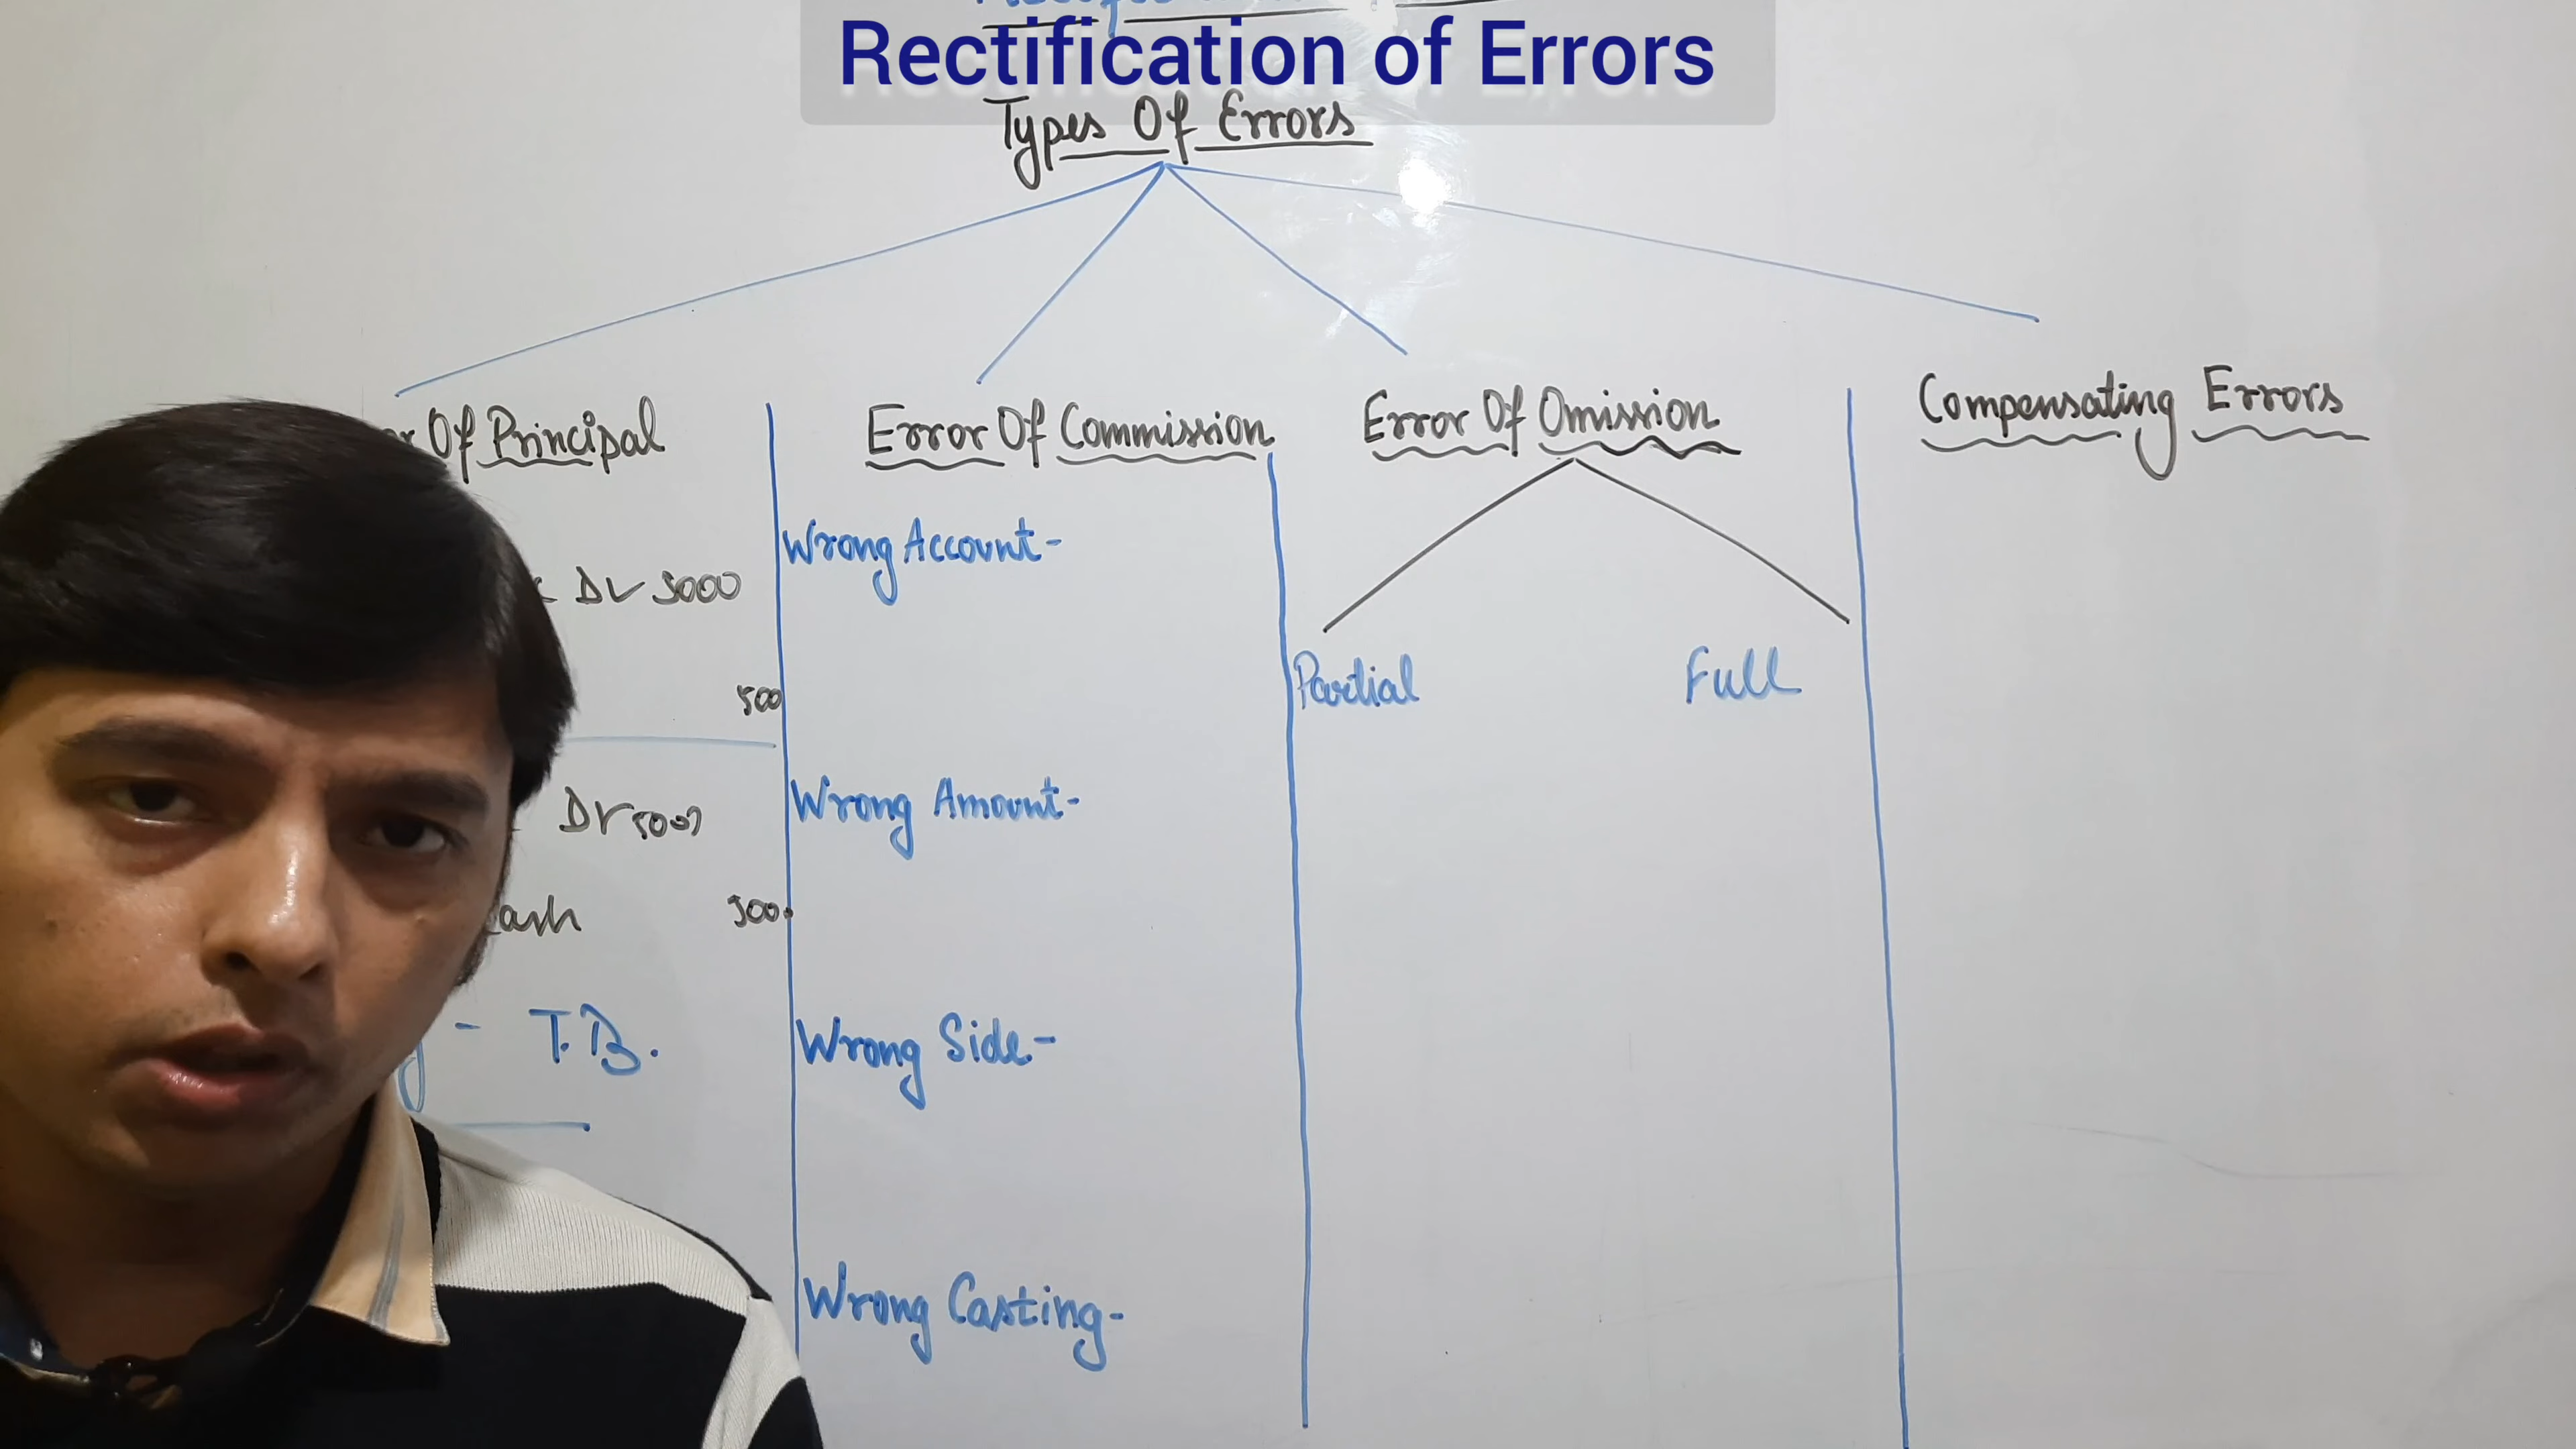 Rectification of Errors
Types Of Errors
Of Principal
Error Of Commission
Error Of Omission
Compensating Errors
Wrong Account-
Dr 5000
Partial
Full
500
Wrong Amount-
Dr 5000
ash
Wrong Side-
- T.B.
Wrong Casting-